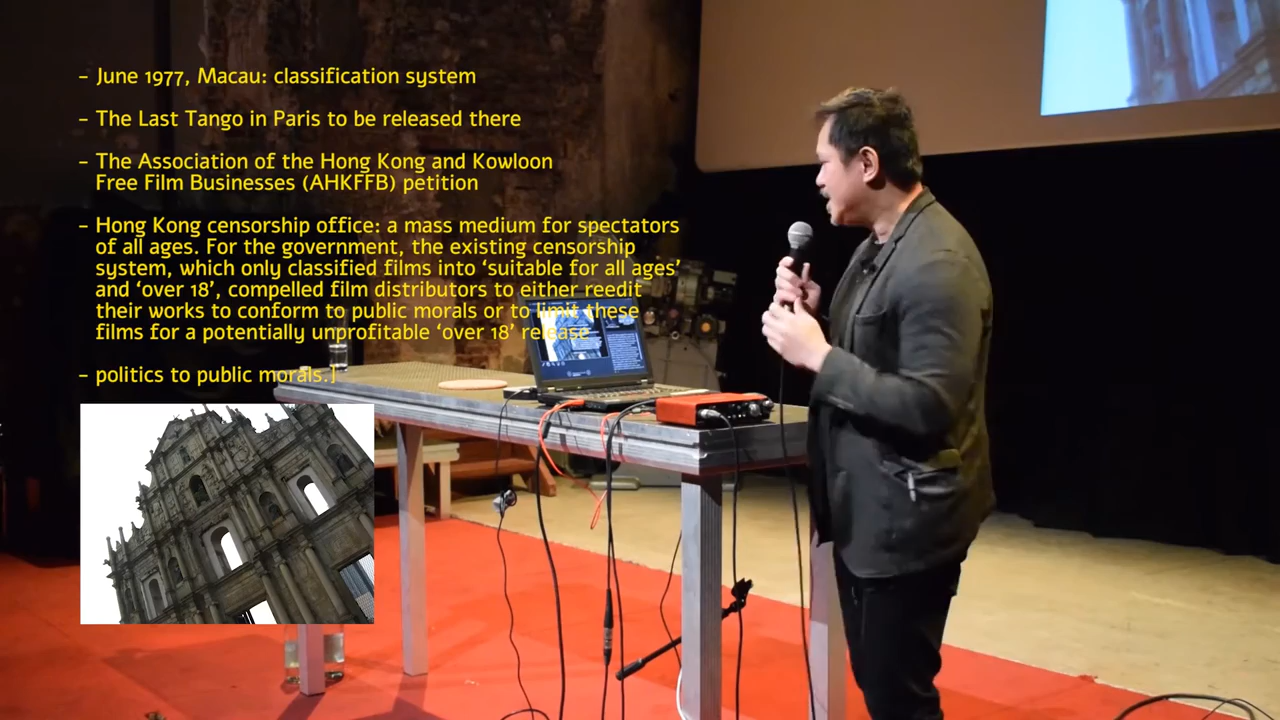 – June 1977, Macau: classification system
– The Last Tango in Paris to be released there
– The Association of the Hong Kong and Kowloon
Free Film Businesses (AHKFFB) petition
– Hong Kong censorship office: a mass medium for spectators
of all ages. For the government, the existing censorship
system, which only classified films into ‘suitable for all ages’
and ‘over 18’, compelled film distributors to either reedit
their works to conform to public morals or to limit these
films for a potentially unprofitable ‘over 18’ release
– politics to public morals.]